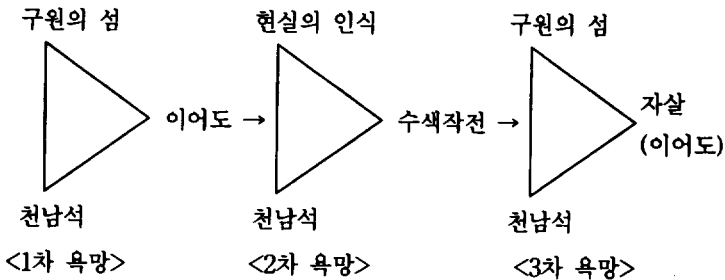 구원의 섬 현실의 인식 구원의 섬
이어도 → 수색작전 → 자살
(이어도)
천남석 천남석 천남석
<1차 욕망> <2차 욕망> <3차 욕망>